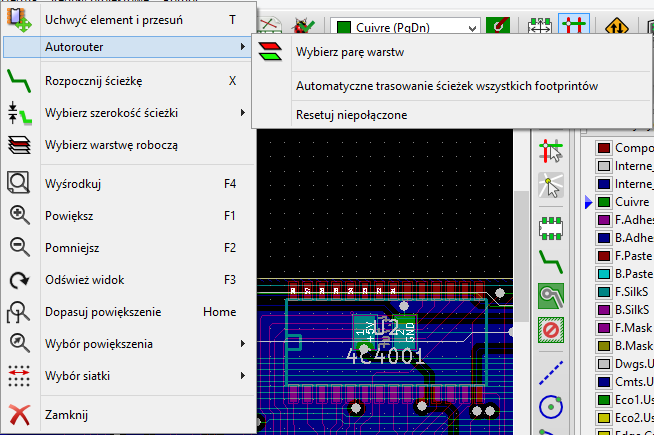 Uchwyć element i przesuń T
Autorouter
Rozpocznij ścieżkę X
Wybierz szerokość ścieżki
Wybierz warstwę roboczą
Wyśrodkuj F4
Powiększ F1
Pomniejsz F2
Odśwież widok F3
Dopasuj powiększenie Home
Wybór powiększenia
Wybór siatki
Zamknij
Cuivre (PgDn)
Wybierz parę warstw
Automatyczne trasowanie ścieżek wszystkich footprintów
Resetuj niepołączone
Compo
Interne_
Interne_
Cuivre
F.Adhes
B.Adhe
F.Paste
B.Paste
F.SilkS
B.SilkS
F.Mask
B.Mask
Dwgs.U
Cmts.U
Eco1.Us
Eco2.Us
1
+5V
2
GND
4C4001